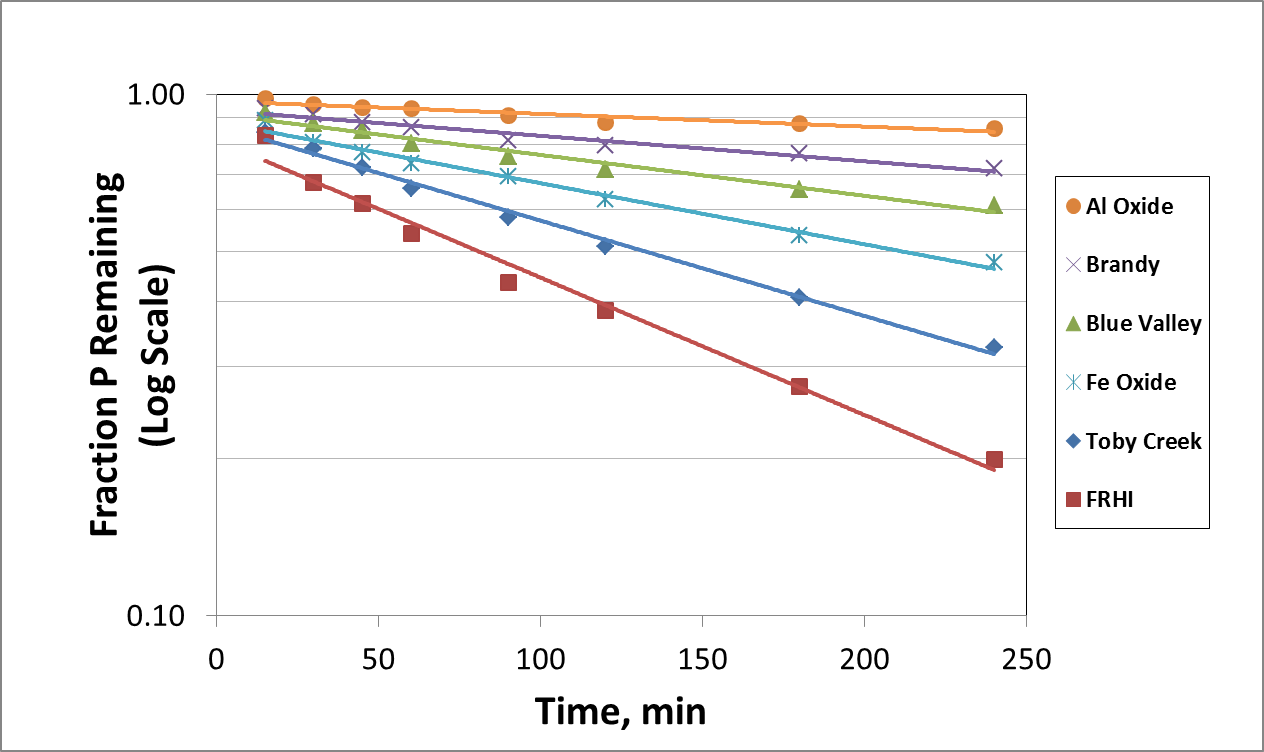 1.00
0.10
Fraction P Remaining
(Log Scale)
0
50
100
150
200
250
Time, min
Al Oxide
Brandy
Blue Valley
Fe Oxide
Toby Creek
FRHI